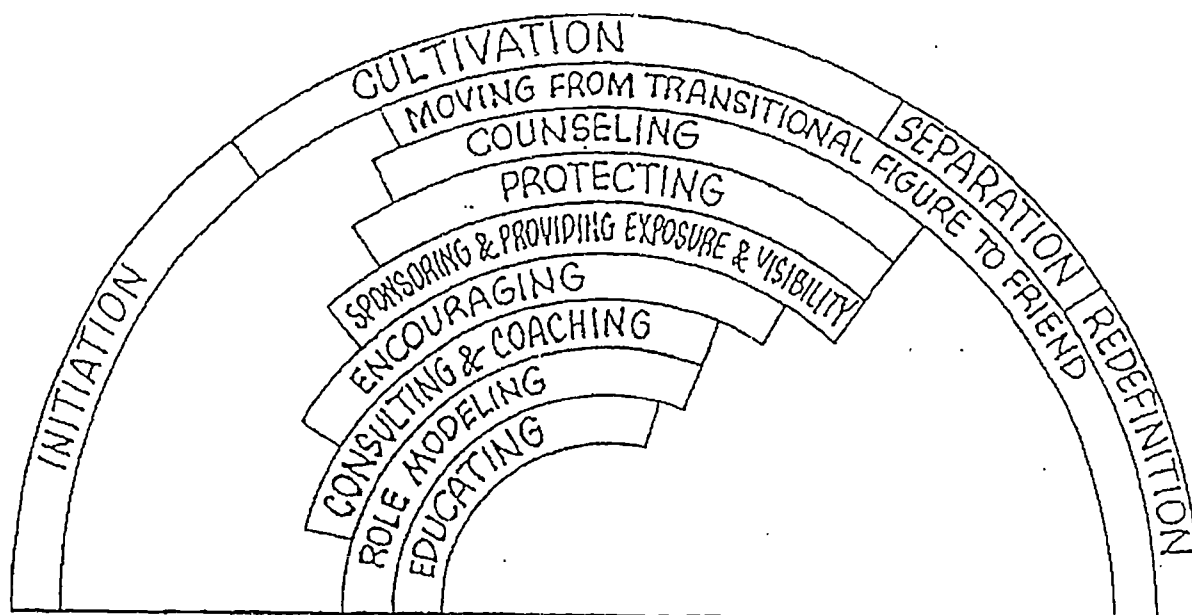 INITIATION
CULTIVATION
SEPARATION
REDEFINITION
MOVING FROM TRANSITIONAL FIGURE TO FRIEND
COUNSELING
PROTECTING
SPONSORING & PROVIDING EXPOSURE & VISIBILITY
ENCOURAGING
CONSULTING & COACHING
ROLE MODELING
EDUCATING